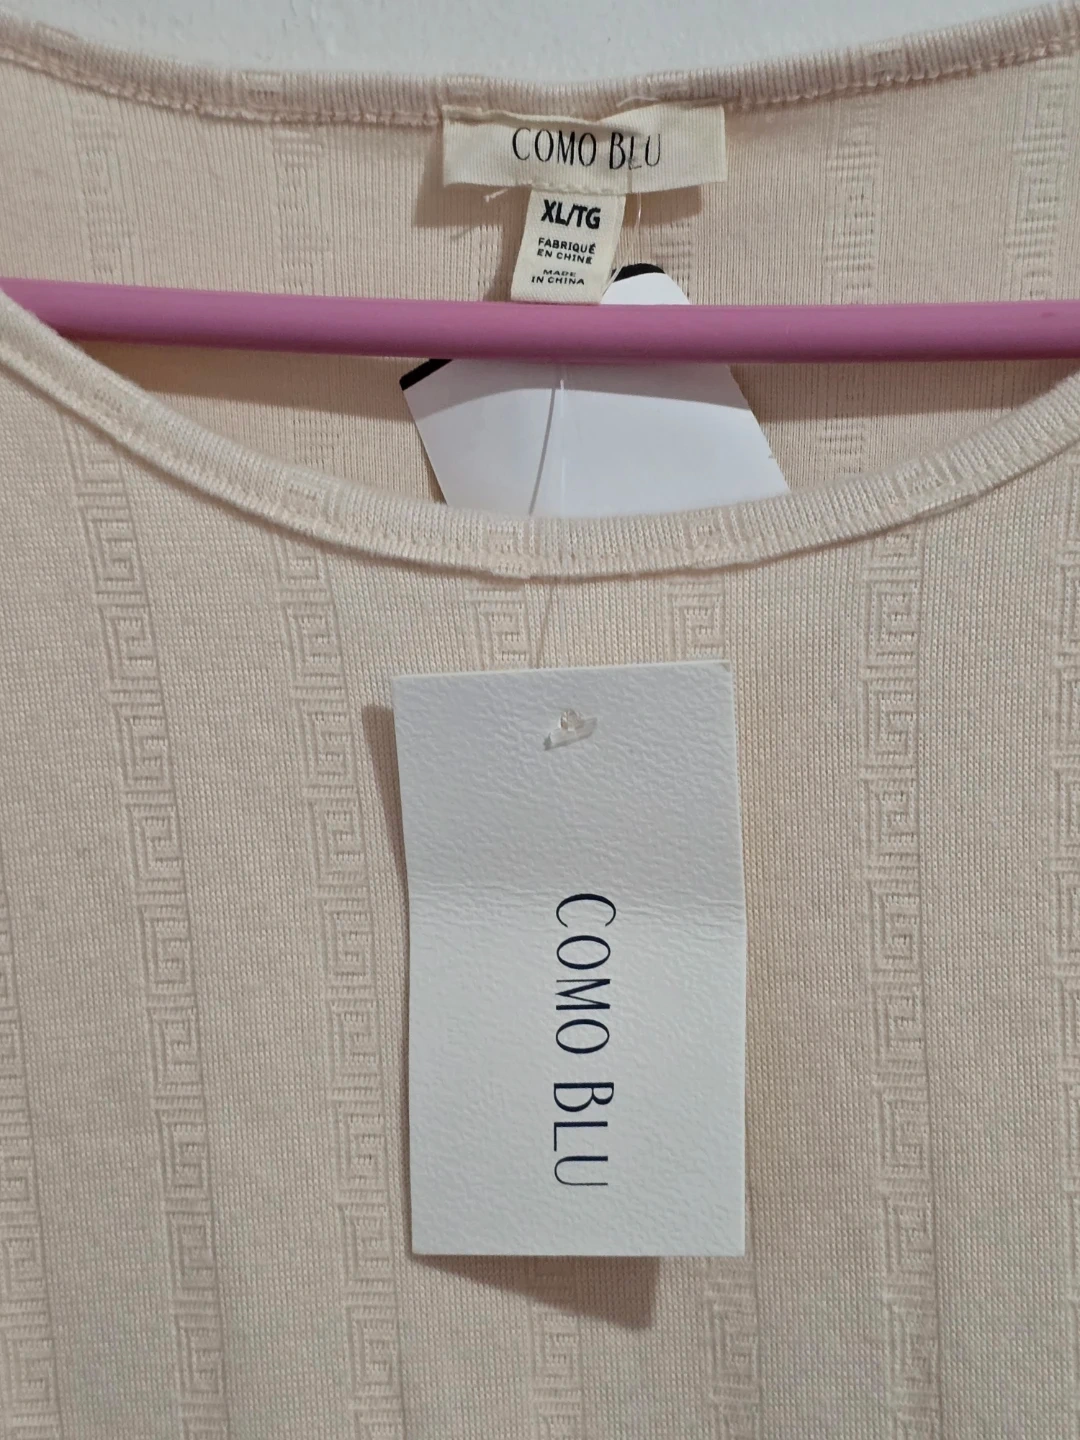 COMO BLU
XL/TG
FABRIQUÉ
EN CHINE
MADE
IN CHINA
COMO BLU